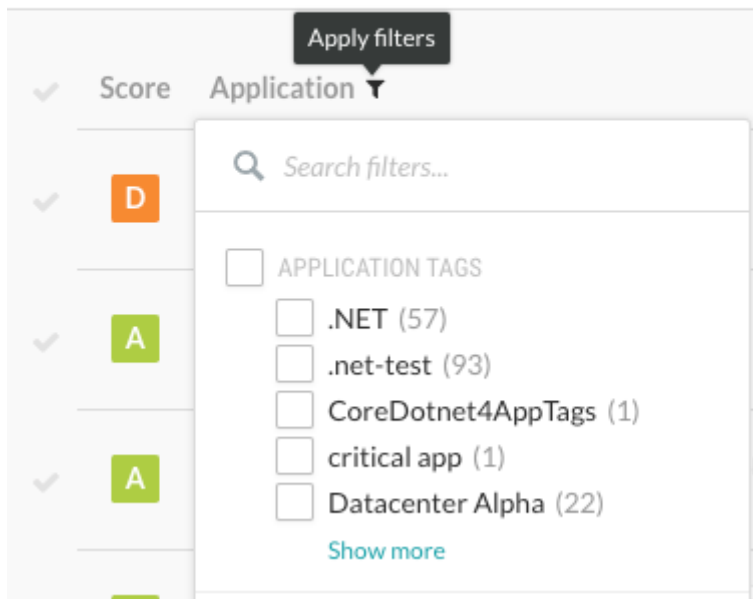 Apply filters
Score Application
Search filters...
D
APPLICATION TAGS
.NET (57)
.net-test (93)
A
CoreDotnet4AppTags (1)
critical app (1)
A
Datacenter Alpha (22)
Show more